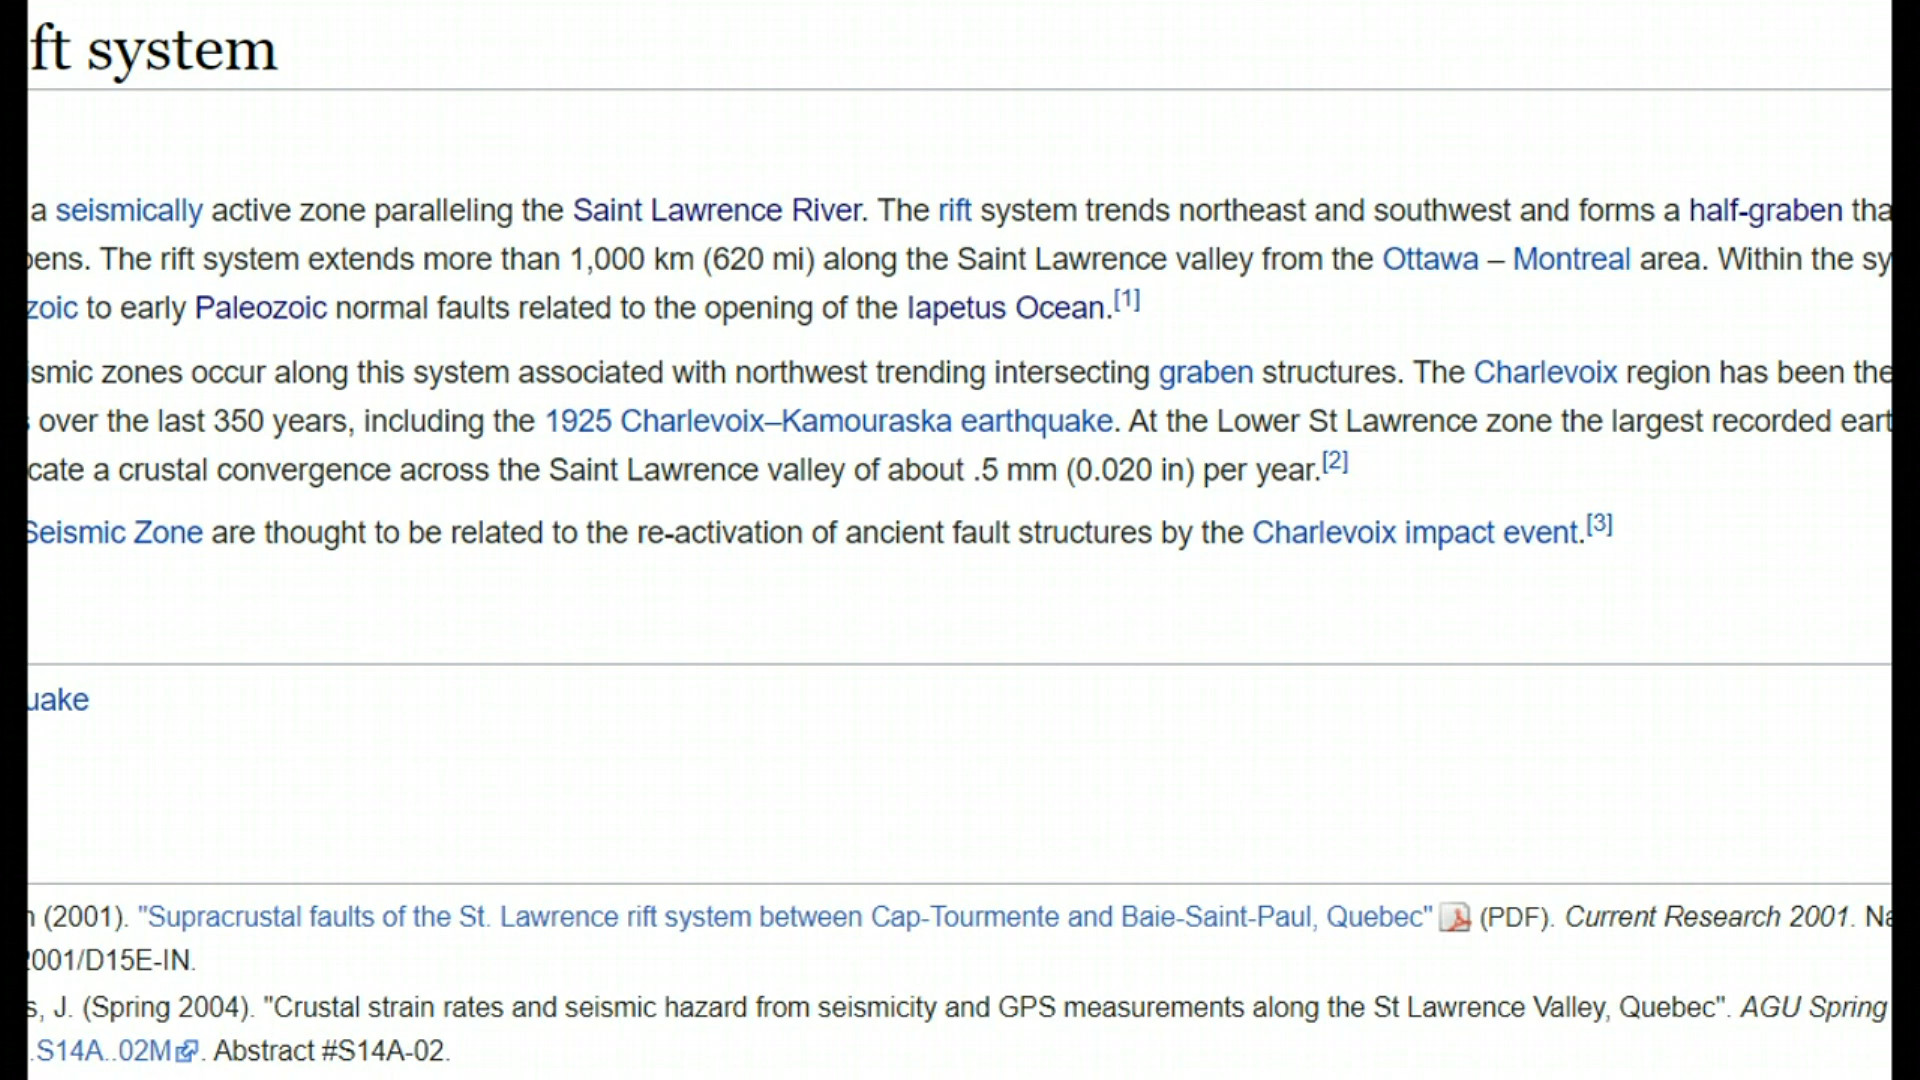 ft system
a seismically active zone paralleling the Saint Lawrence River. The rift system trends northeast and southwest and forms a half-graben tha
ens. The rift system extends more than 1,000 km (620 mi) along the Saint Lawrence valley from the Ottawa – Montreal area. Within the sy
zoic to early Paleozoic normal faults related to the opening of the Iapetus Ocean.[1]
ismic zones occur along this system associated with northwest trending intersecting graben structures. The Charlevoix region has been the
over the last 350 years, including the 1925 Charlevoix–Kamouraska earthquake. At the Lower St Lawrence zone the largest recorded eart
cate a crustal convergence across the Saint Lawrence valley of about .5 mm (0.020 in) per year.[2]
Seismic Zone are thought to be related to the re-activation of ancient fault structures by the Charlevoix impact event.[3]
uake
n (2001). "Supracrustal faults of the St. Lawrence rift system between Cap-Tourmente and Baie-Saint-Paul, Quebec" (PDF). Current Research 2001. Na
2001/D15E-IN.
s, J. (Spring 2004). "Crustal strain rates and seismic hazard from seismicity and GPS measurements along the St Lawrence Valley, Quebec". AGU Spring
.S14A..02M. Abstract #S14A-02.